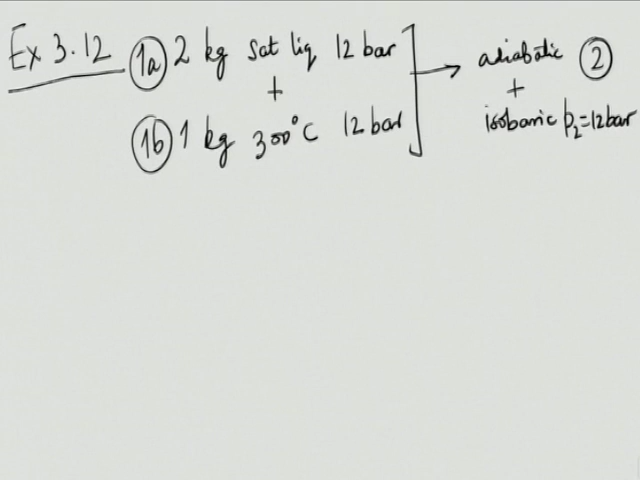 Ex 3.12 1a 2 kg sat liq 12 bar
+
1b 1 kg 300°C 12 bar
adiabatic 2
+
isobaric p₂=12bar